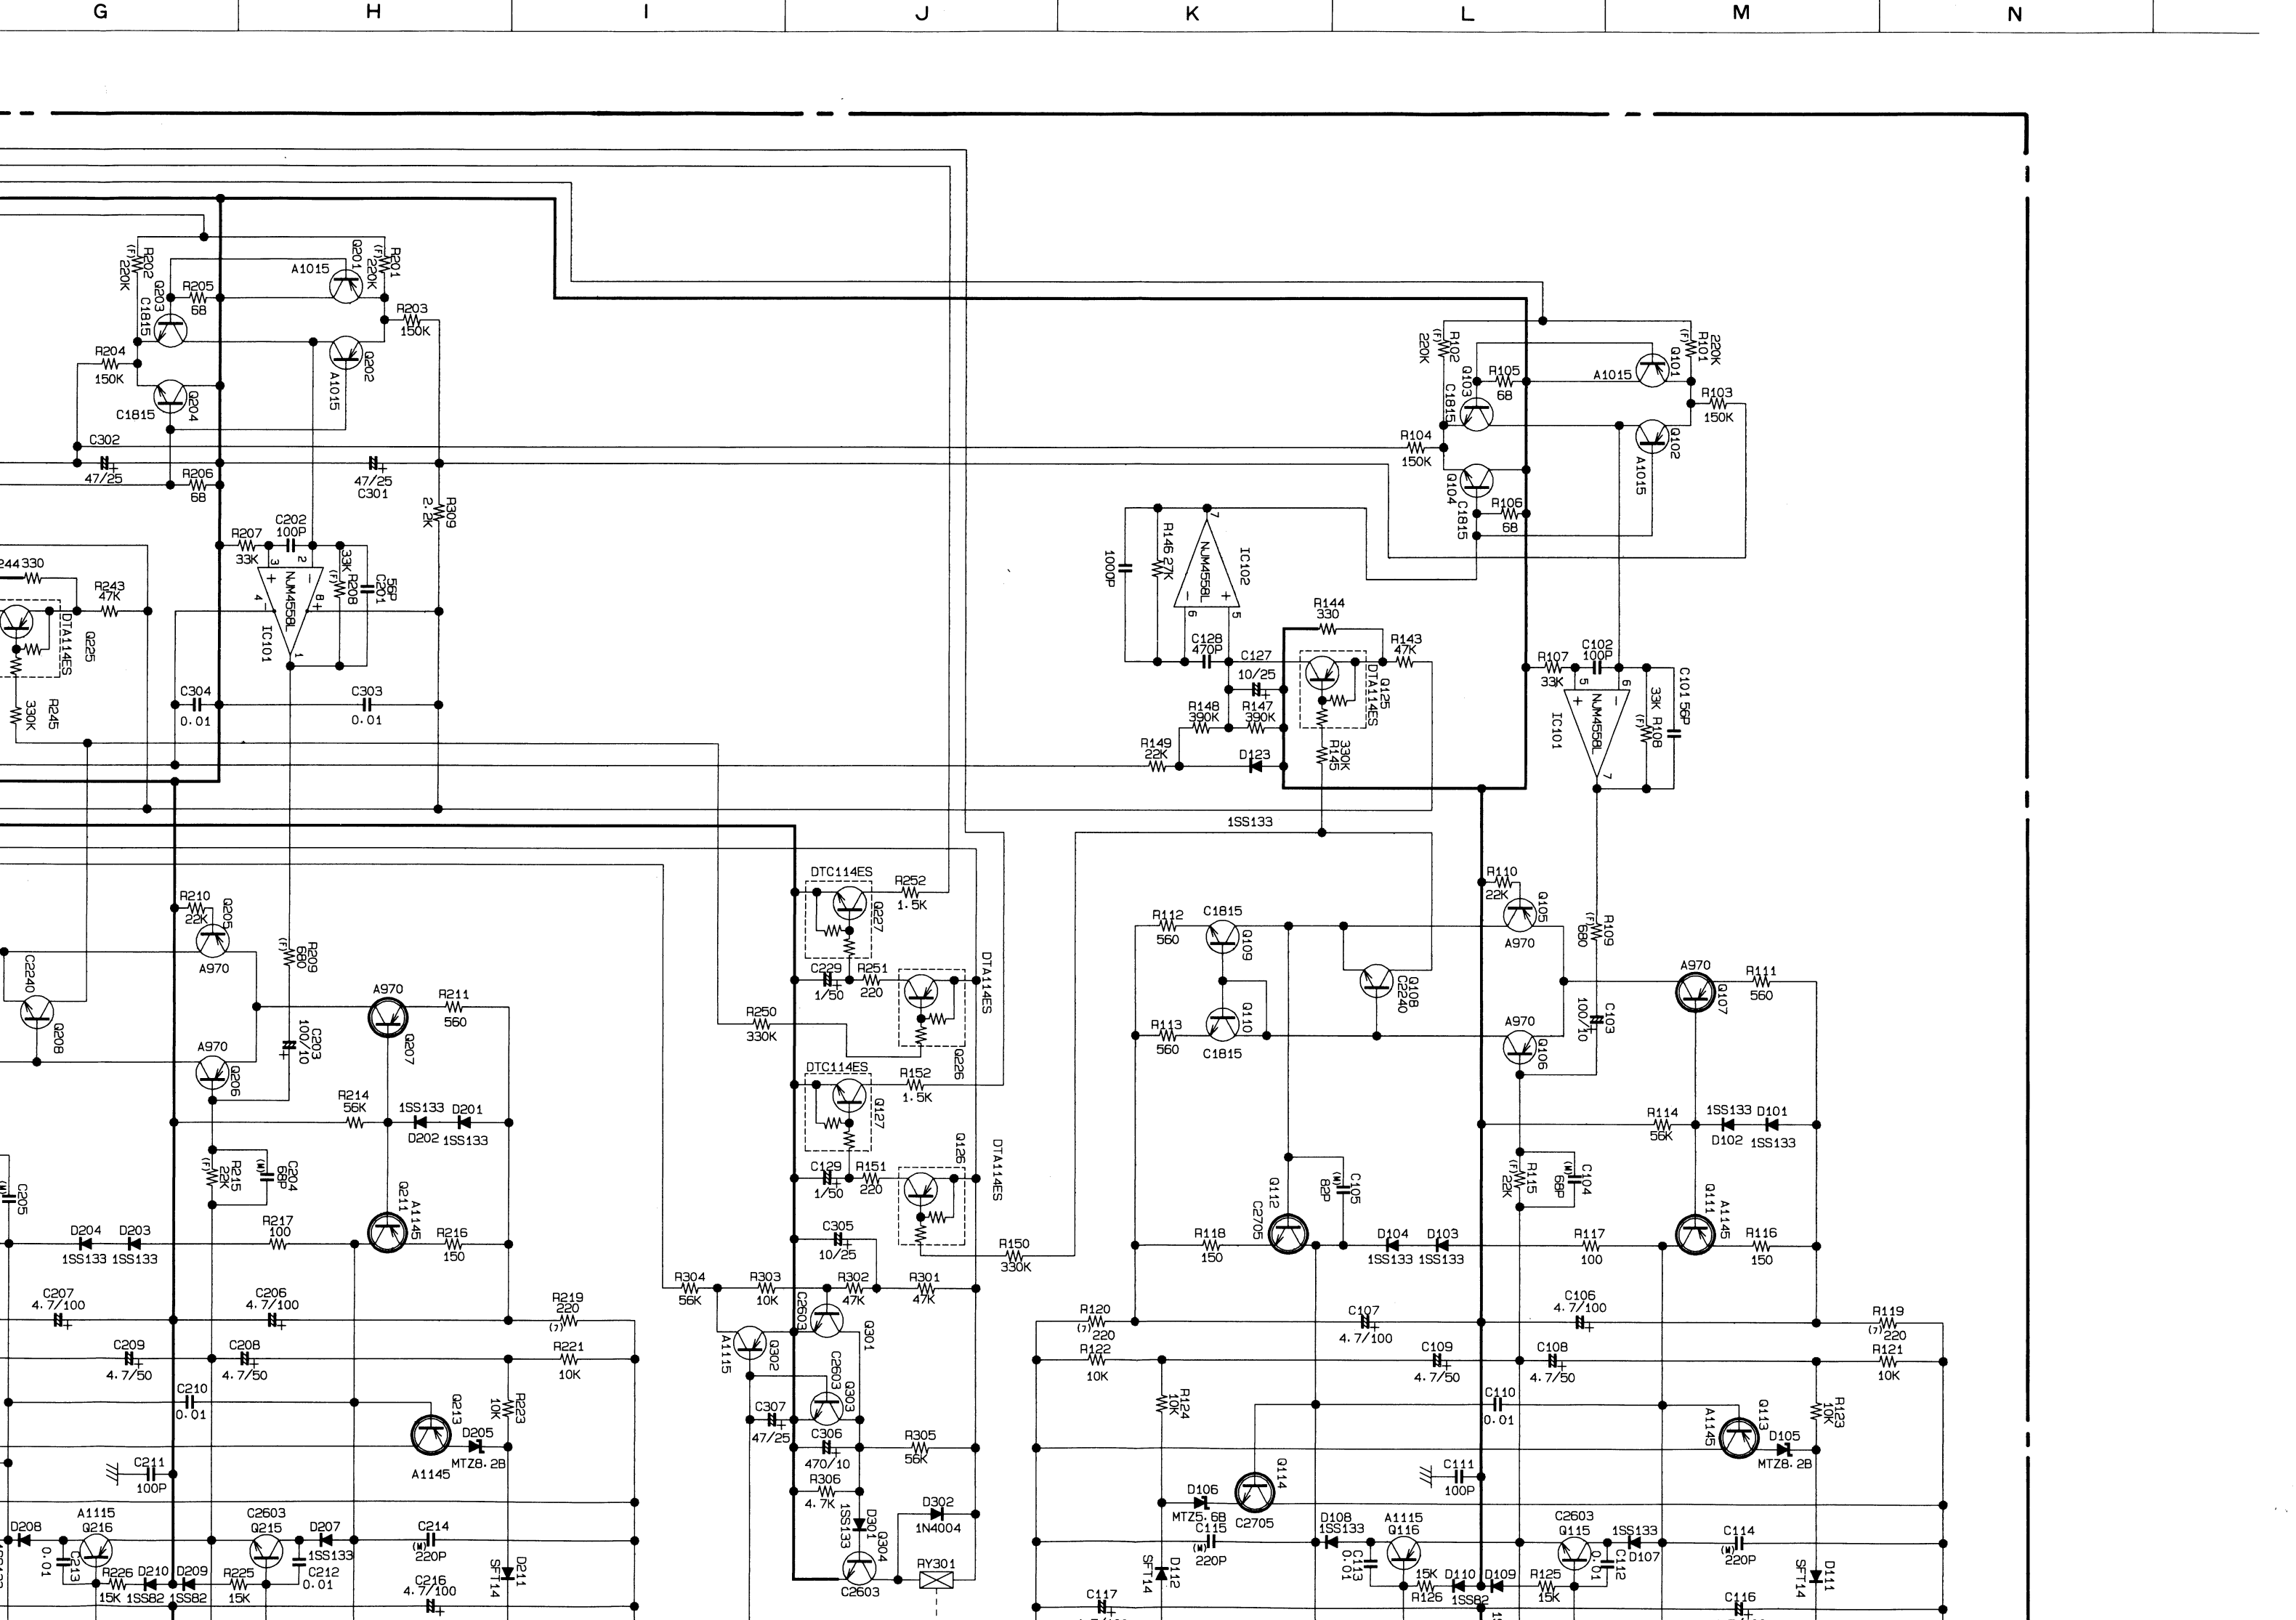 G H I J K L M N
R202
(F) 220K
Q203
C1815
R205
68
Q201
A1015
R201
(F) 220K
R203
150K
R204
150K
Q204
C1815
Q202
A1015
C302
47/25
R206
68
47/25
C301
R309
2.2K
R207
33K
C202
100P
3
2
+
-
4
8
-
+
NJM4558L
IC101
1
33K
(F) R208
56P
C201
244 330
R243
47K
DTA114ES
Q225
R245
330K
C304
0.01
C303
0.01
R102
(F)
220K
Q103
C1815
R105
68
Q101
A1015
220K
R101
(F)
R103
150K
R104
150K
Q104
C1815
R106
68
Q102
A1015
1000P
R146 27K
7
NJM4558L
IC102
-
+
6
5
C128
470P
C127
10/25
R144
330
R143
47K
Q125
DTA114ES
R148
390K
R147
390K
R149
22K
D123
330K
R145
1SS133
R107
33K
C102
100P
5
6
+
-
NJM4558L
IC101
7
33K R108
(F)
C101 56P
R210
22K
Q205
A970
C2240
Q208
R209
680
(F)
A970
Q206
C203
100/10
A970
Q207
R211
560
R214
56K
1SS133
D202
D201
1SS133
R215
22K
(F)
C204
68P
(M)
C205
(M)
Q211
A1145
R216
150
R217
100
D204
1SS133
D203
1SS133
C207
4.7/100
C206
4.7/100
R219
220
(7)
C209
4.7/50
C208
4.7/50
R221
10K
C210
0.01
Q213
A1145
D205
MTZ8.2B
R223
10K
C211
100P
D208
0.01
C213
A1115
Q216
R226
15K
D210
1SS82
D209
1SS82
C2603
Q215
R225
15K
D207
1SS133
C212
0.01
C214
(M)
220P
C216
4.7/100
D211
SFT14
DTC114ES
Q227
R252
1.5K
C229
1/50
R251
220
DTA114ES
Q226
R250
330K
DTC114ES
Q127
R152
1.5K
C129
1/50
R151
220
Q126
DTA114ES
R150
330K
C305
10/25
R304
56K
R303
10K
R302
47K
R301
47K
C2603
Q301
A1115
Q302
C2603
Q303
C307
47/25
C306
470/10
R305
56K
R306
4.7K
D301
1SS133
Q304
C2603
D302
1N4004
RY301
R112
560
C1815
Q109
R113
560
Q110
C1815
Q108
C2240
R110
22K
Q105
A970
A970
Q106
R109
680
(F)
C103
100/10
A970
Q107
R111
560
R114
56K
1SS133
D102
D101
1SS133
R115
22K
(F)
C104
68P
(M)
Q112
C2705
C105
82P
(M)
R118
150
D104
1SS133
D103
1SS133
R117
100
Q111
A1145
R116
150
R120
(7) 220
C107
4.7/100
C106
4.7/100
R119
(7) 220
R122
10K
C109
4.7/50
C108
4.7/50
R121
10K
R124
10K
C110
0.01
Q113
A1145
R123
10K
D105
MTZ8.2B
Q114
C2705
D106
MTZ5.6B
C111
100P
C115
(M)
220P
D108
1SS133
A1115
Q116
C113
0.01
15K
R126
D110
1SS82
D109
R125
15K
C2603
Q115
1SS133
D107
C112
0.01
C114
(M)
220P
D112
SFT14
D111
SFT14
C117
C116